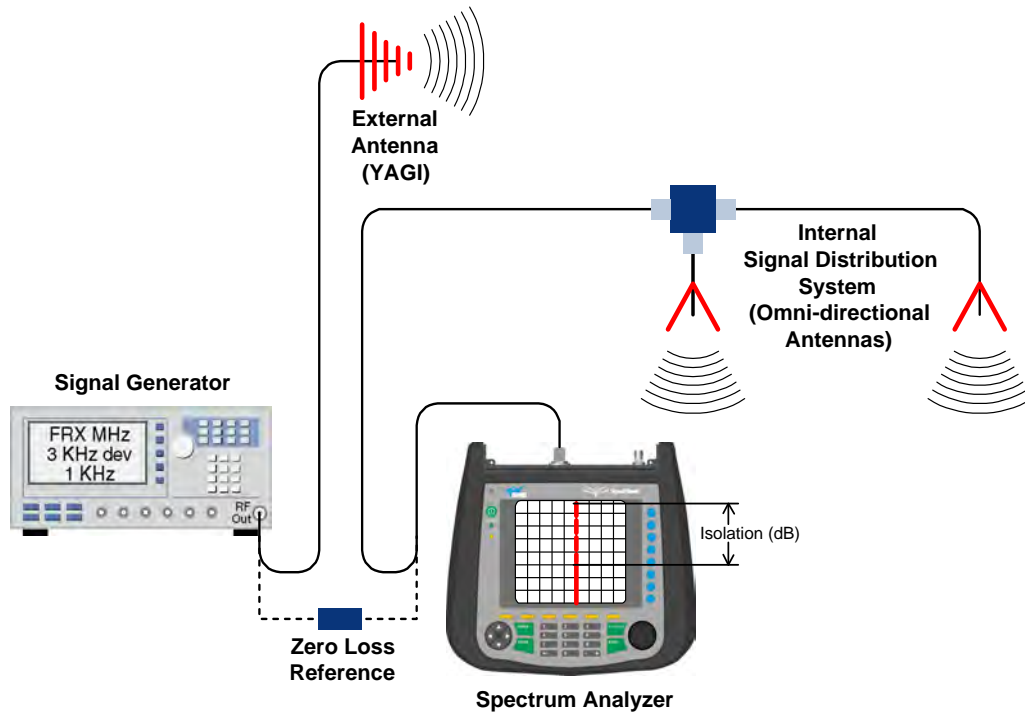 External
Antenna
(YAGI)
Internal
Signal Distribution
System
(Omni-directional
Antennas)
Signal Generator
FRX MHz
3 KHz dev
1 KHz
RF
Out
Isolation (dB)
Zero Loss
Reference
Spectrum Analyzer